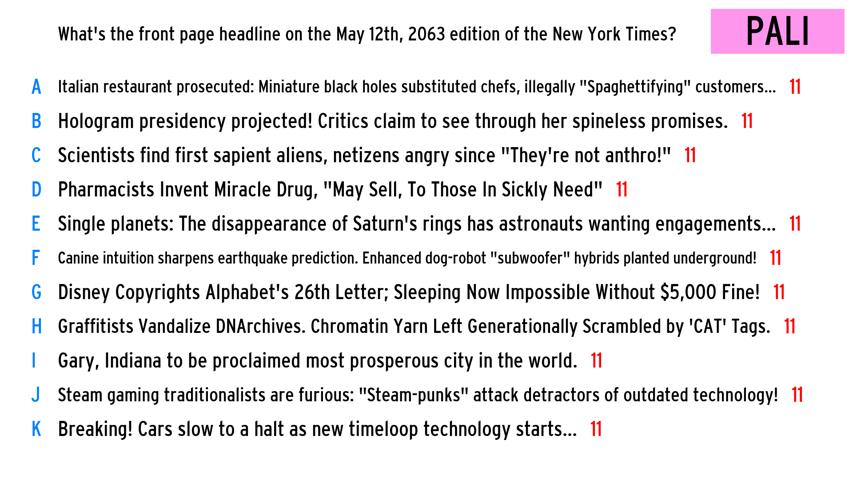 What's the front page headline on the May 12th, 2063 edition of the New York Times?
PALI
A Italian restaurant prosecuted: Miniature black holes substituted chefs, illegally "Spaghettifying" customers... 11
B Hologram presidency projected! Critics claim to see through her spineless promises. 11
C Scientists find first sapient aliens, netizens angry since "They're not anthro!" 11
D Pharmacists Invent Miracle Drug, "May Sell, To Those In Sickly Need" 11
E Single planets: The disappearance of Saturn's rings has astronauts wanting engagements... 11
F Canine intuition sharpens earthquake prediction. Enhanced dog-robot "subwoofer" hybrids planted underground! 11
G Disney Copyrights Alphabet's 26th Letter; Sleeping Now Impossible Without $5,000 Fine! 11
H Graffitists Vandalize DNArchives. Chromatin Yarn Left Generationally Scrambled by 'CAT' Tags. 11
I Gary, Indiana to be proclaimed most prosperous city in the world. 11
J Steam gaming traditionalists are furious: "Steam-punks" attack detractors of outdated technology! 11
K Breaking! Cars slow to a halt as new timeloop technology starts... 11